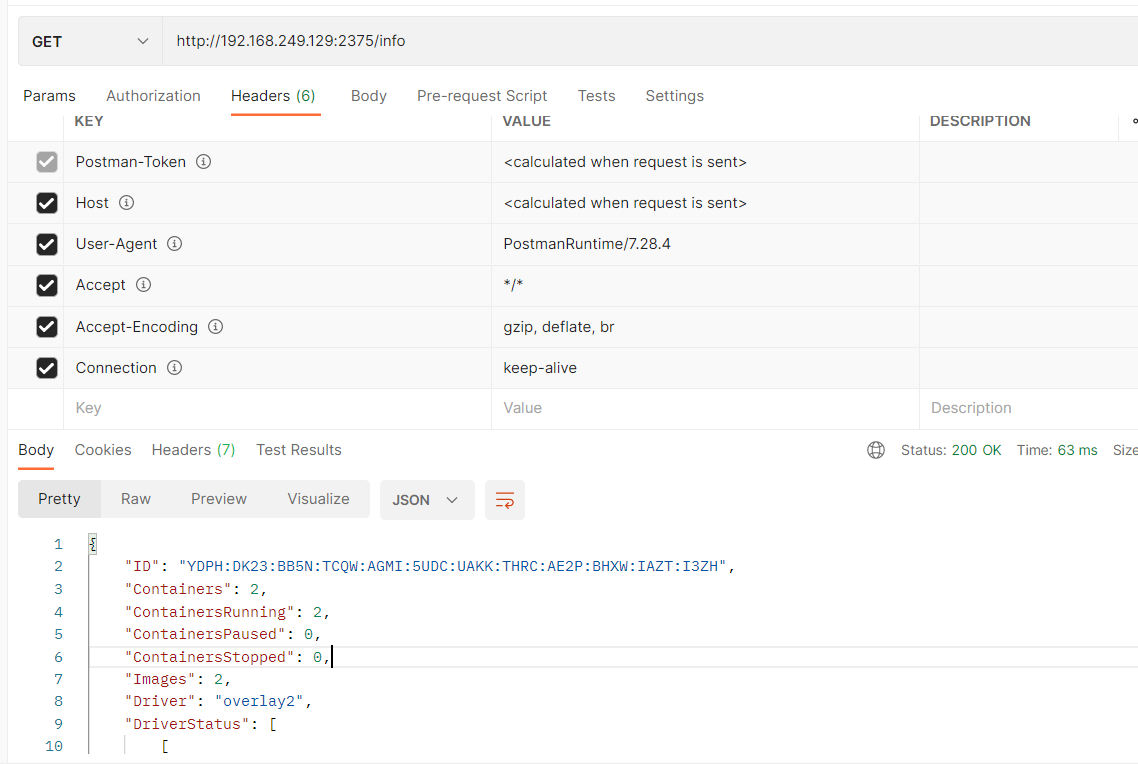 GET http://192.168.249.129:2375/info
Params Authorization Headers (6) Body Pre-request Script Tests Settings
KEY VALUE DESCRIPTION
Postman-Token <calculated when request is sent>
Host <calculated when request is sent>
User-Agent PostmanRuntime/7.28.4
Accept */*
Accept-Encoding gzip, deflate, br
Connection keep-alive
Key Value Description
Body Cookies Headers (7) Test Results Status: 200 OK Time: 63 ms Size
Pretty Raw Preview Visualize JSON
1 {
2 "ID": "YDPH:DK23:BB5N:TCQW:AGMI:5UDC:UAKK:THRC:AE2P:BHXW:IAZT:I3ZH",
3 "Containers": 2,
4 "ContainersRunning": 2,
5 "ContainersPaused": 0,
6 "ContainersStopped": 0,
7 "Images": 2,
8 "Driver": "overlay2",
9 "DriverStatus": [
10 [